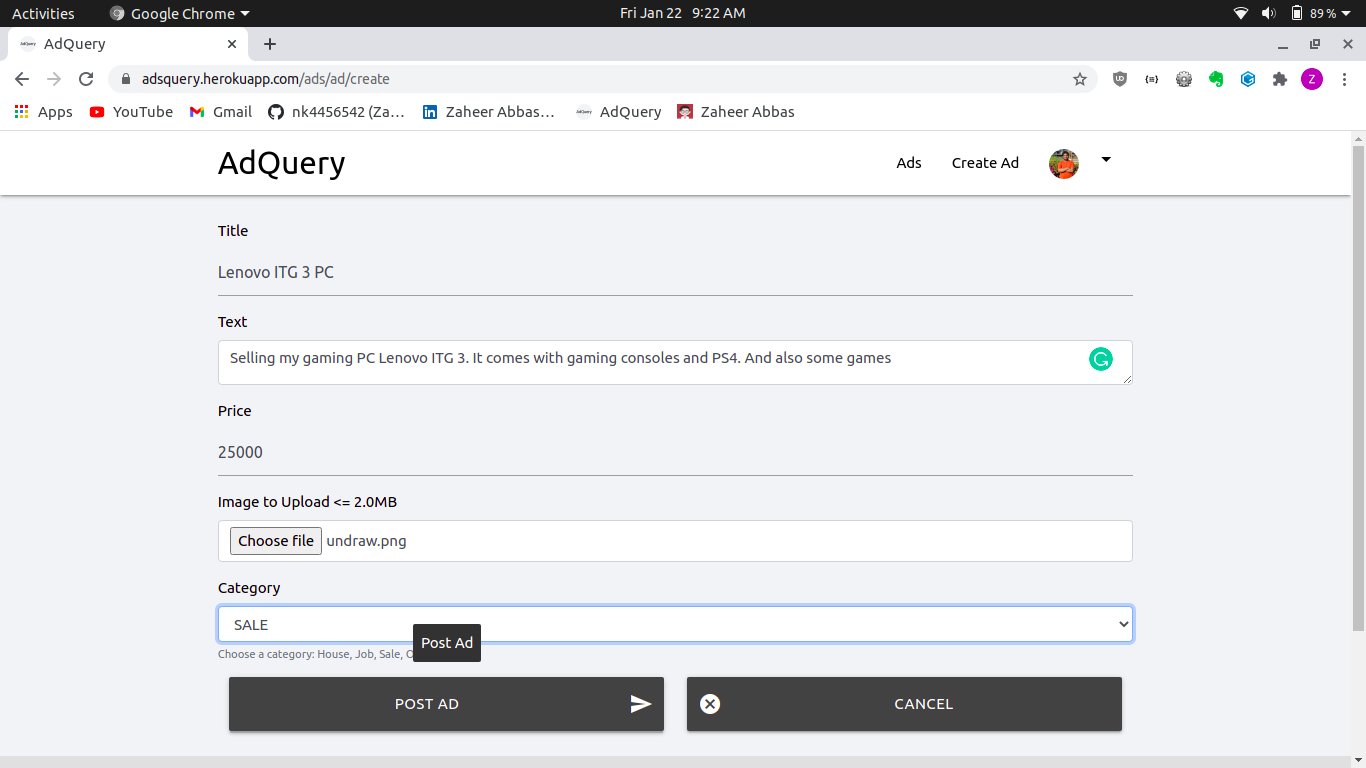 Activities Google Chrome Fri Jan 22 9:22 AM 89 %
AdQuery
adsquery.herokuapp.com/ads/ad/create Z
Apps YouTube Gmail nk4456542 (Za... Zaheer Abbas... AdQuery Zaheer Abbas
AdQuery Ads Create Ad
Title
Lenovo ITG 3 PC
Text
Selling my gaming PC Lenovo ITG 3. It comes with gaming consoles and PS4. And also some games
Price
25000
Image to Upload <= 2.0MB
Choose file undraw.png
Category
SALE
Post Ad
Choose a category: House, Job, Sale, O
POST AD CANCEL